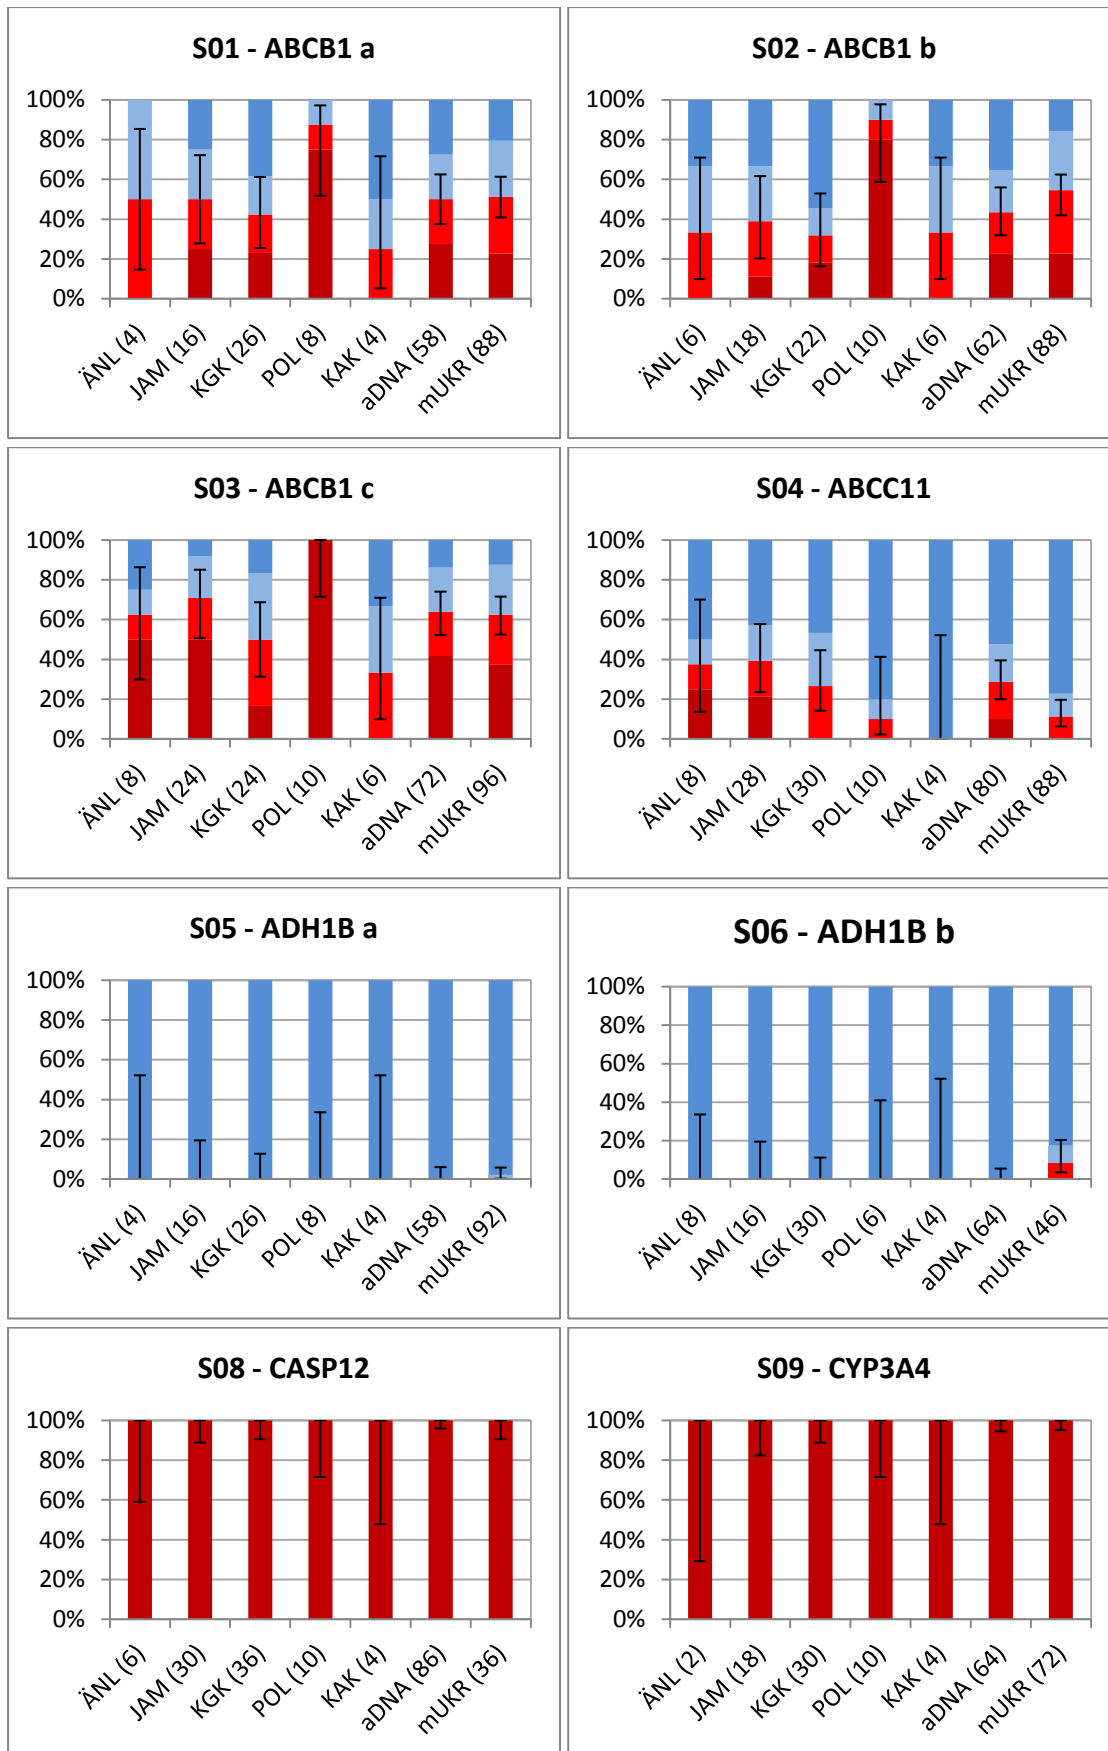 S01 - ABCB1 a
100%
80%
60%
40%
20%
0%
ÄNL (4)
JAM (16)
KGK (26)
POL (8)
KAK (4)
aDNA (58)
mUKR (88)
S02 - ABCB1 b
100%
80%
60%
40%
20%
0%
ÄNL (6)
JAM (18)
KGK (22)
POL (10)
KAK (6)
aDNA (62)
mUKR (88)
S03 - ABCB1 c
100%
80%
60%
40%
20%
0%
ÄNL (8)
JAM (24)
KGK (24)
POL (10)
KAK (6)
aDNA (72)
mUKR (96)
S04 - ABCC11
100%
80%
60%
40%
20%
0%
ÄNL (8)
JAM (28)
KGK (30)
POL (10)
KAK (4)
aDNA (80)
mUKR (88)
S05 - ADH1B a
100%
80%
60%
40%
20%
0%
ÄNL (4)
JAM (16)
KGK (26)
POL (8)
KAK (4)
aDNA (58)
mUKR (92)
S06 - ADH1B b
100%
80%
60%
40%
20%
0%
ÄNL (8)
JAM (16)
KGK (30)
POL (6)
KAK (4)
aDNA (64)
mUKR (46)
S08 - CASP12
100%
80%
60%
40%
20%
0%
ÄNL (6)
JAM (30)
KGK (36)
POL (10)
KAK (4)
aDNA (86)
mUKR (36)
S09 - CYP3A4
100%
80%
60%
40%
20%
0%
ÄNL (2)
JAM (18)
KGK (30)
POL (10)
KAK (4)
aDNA (64)
mUKR (72)